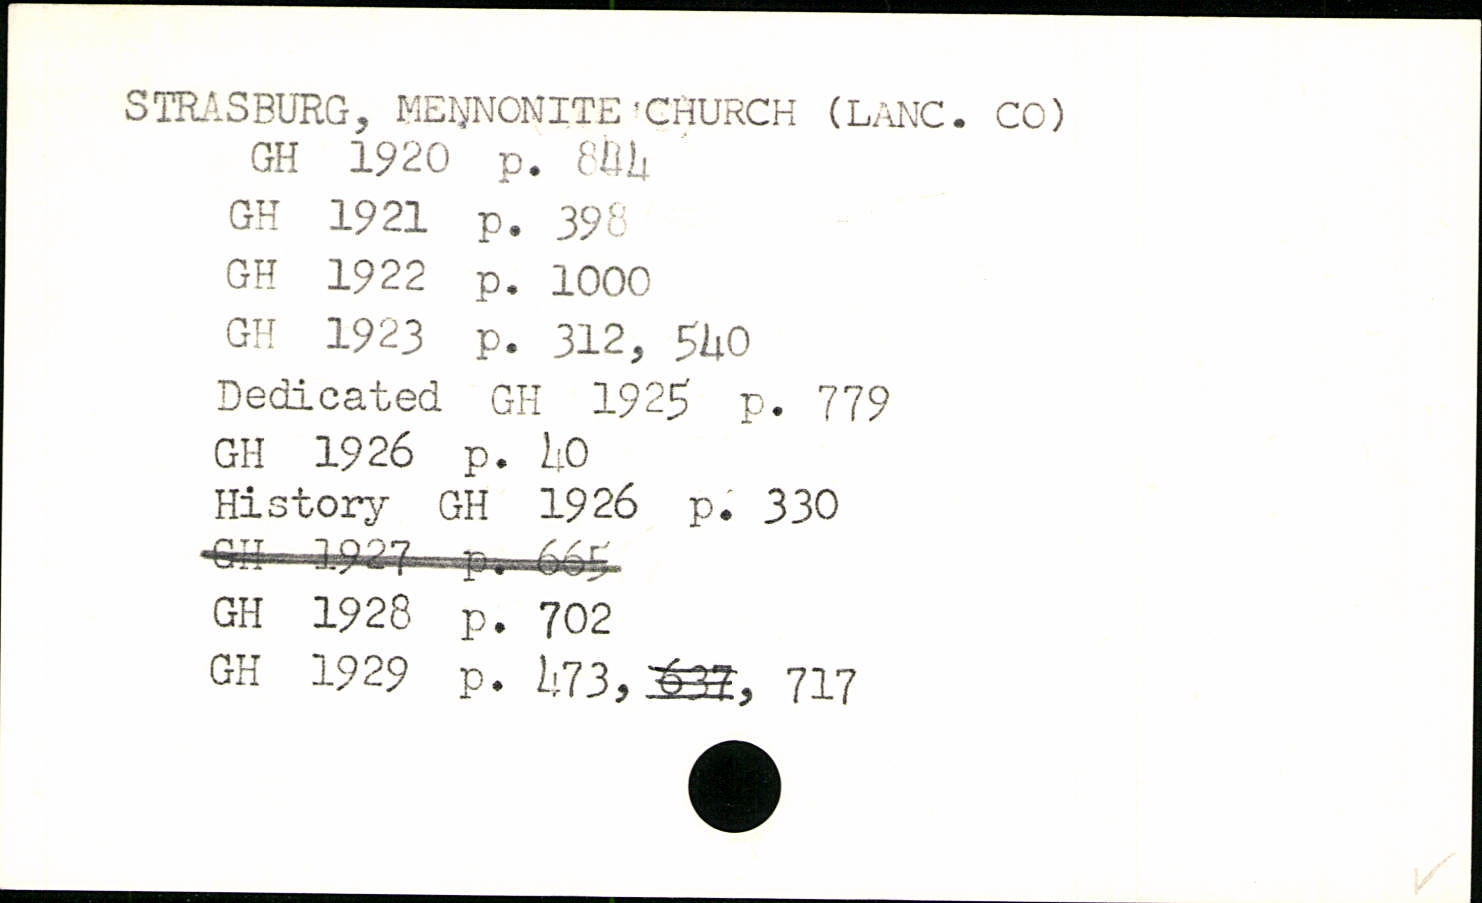 STRASBURG, MENNONITE CHURCH (LANC. CO)
GH 1920 p. 844
GH 1921 p. 398
GH 1922 p. 1000
GH 1923 p. 312, 540
Dedicated GH 1925 p. 779
GH 1926 p. 40
History GH 1926 p. 330
GH 1927 p. 665
GH 1928 p. 702
GH 1929 p. 473, 637, 717